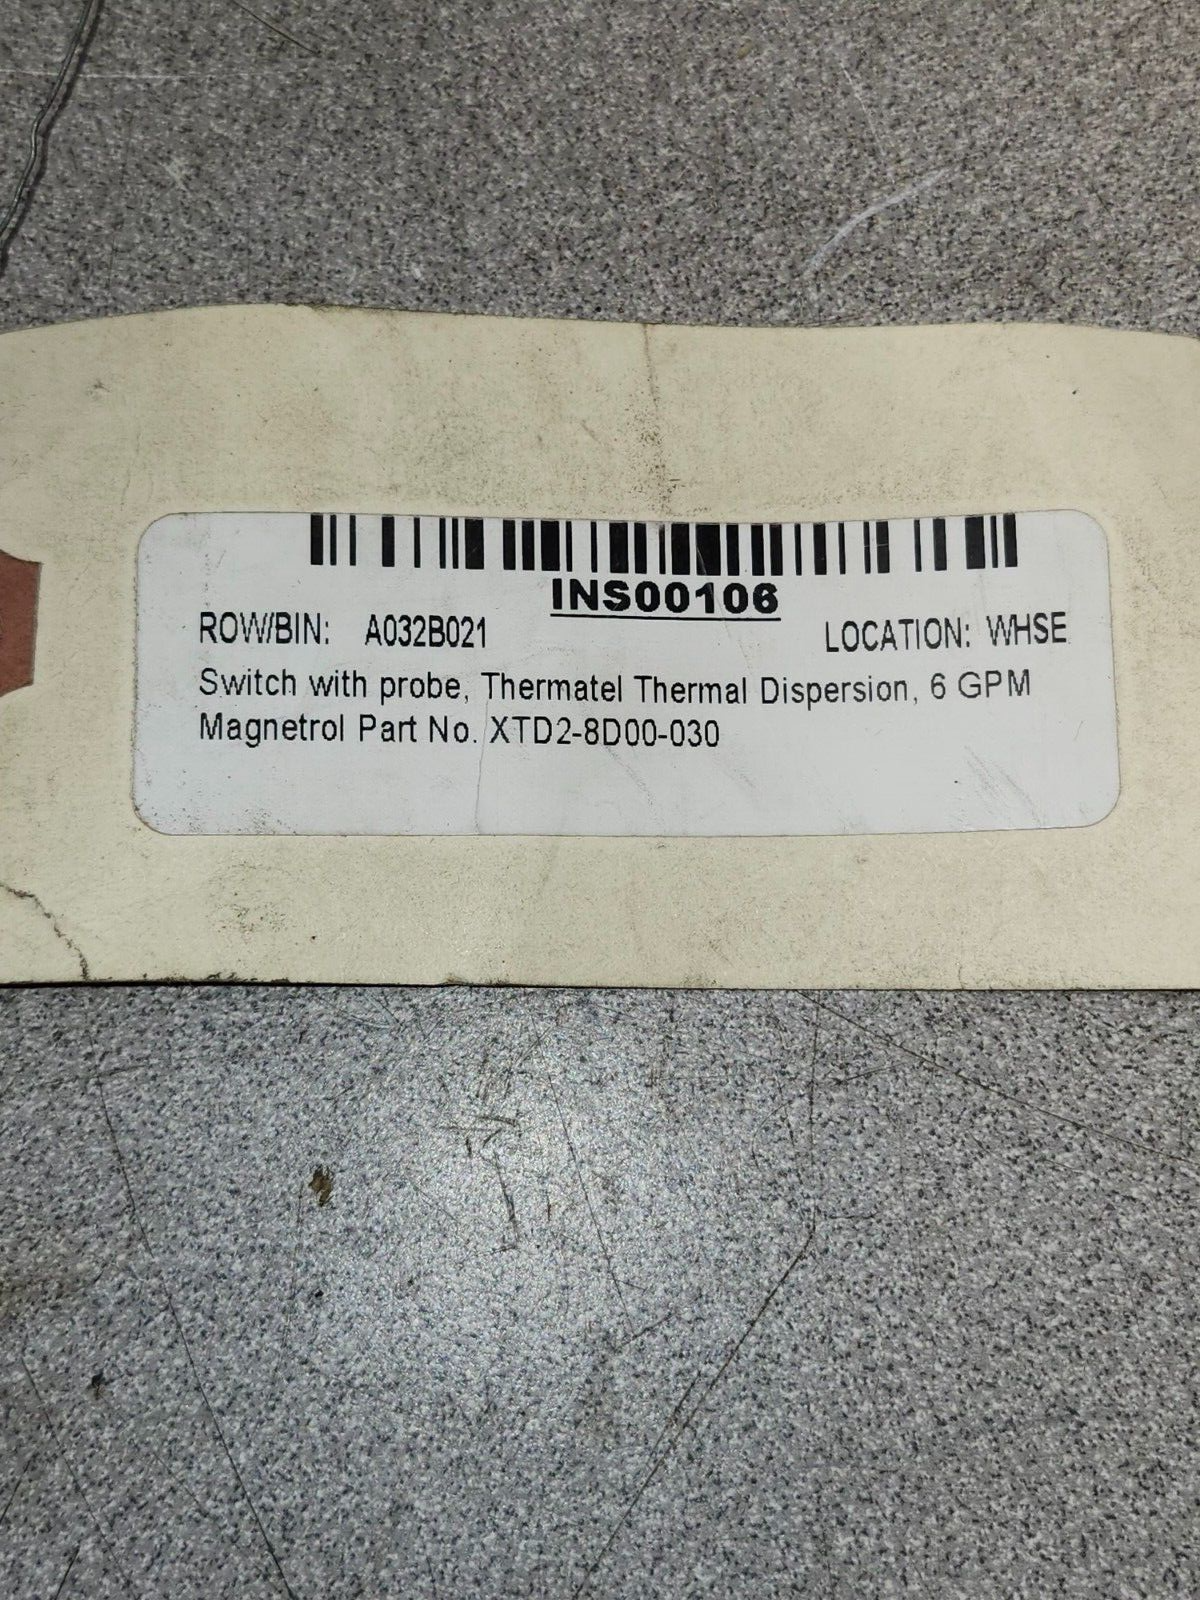 INS00106
ROW/BIN: A032B021 LOCATION: WHSE
Switch with probe, Thermatel Thermal Dispersion, 6 GPM
Magnetrol Part No. XTD2-8D00-030